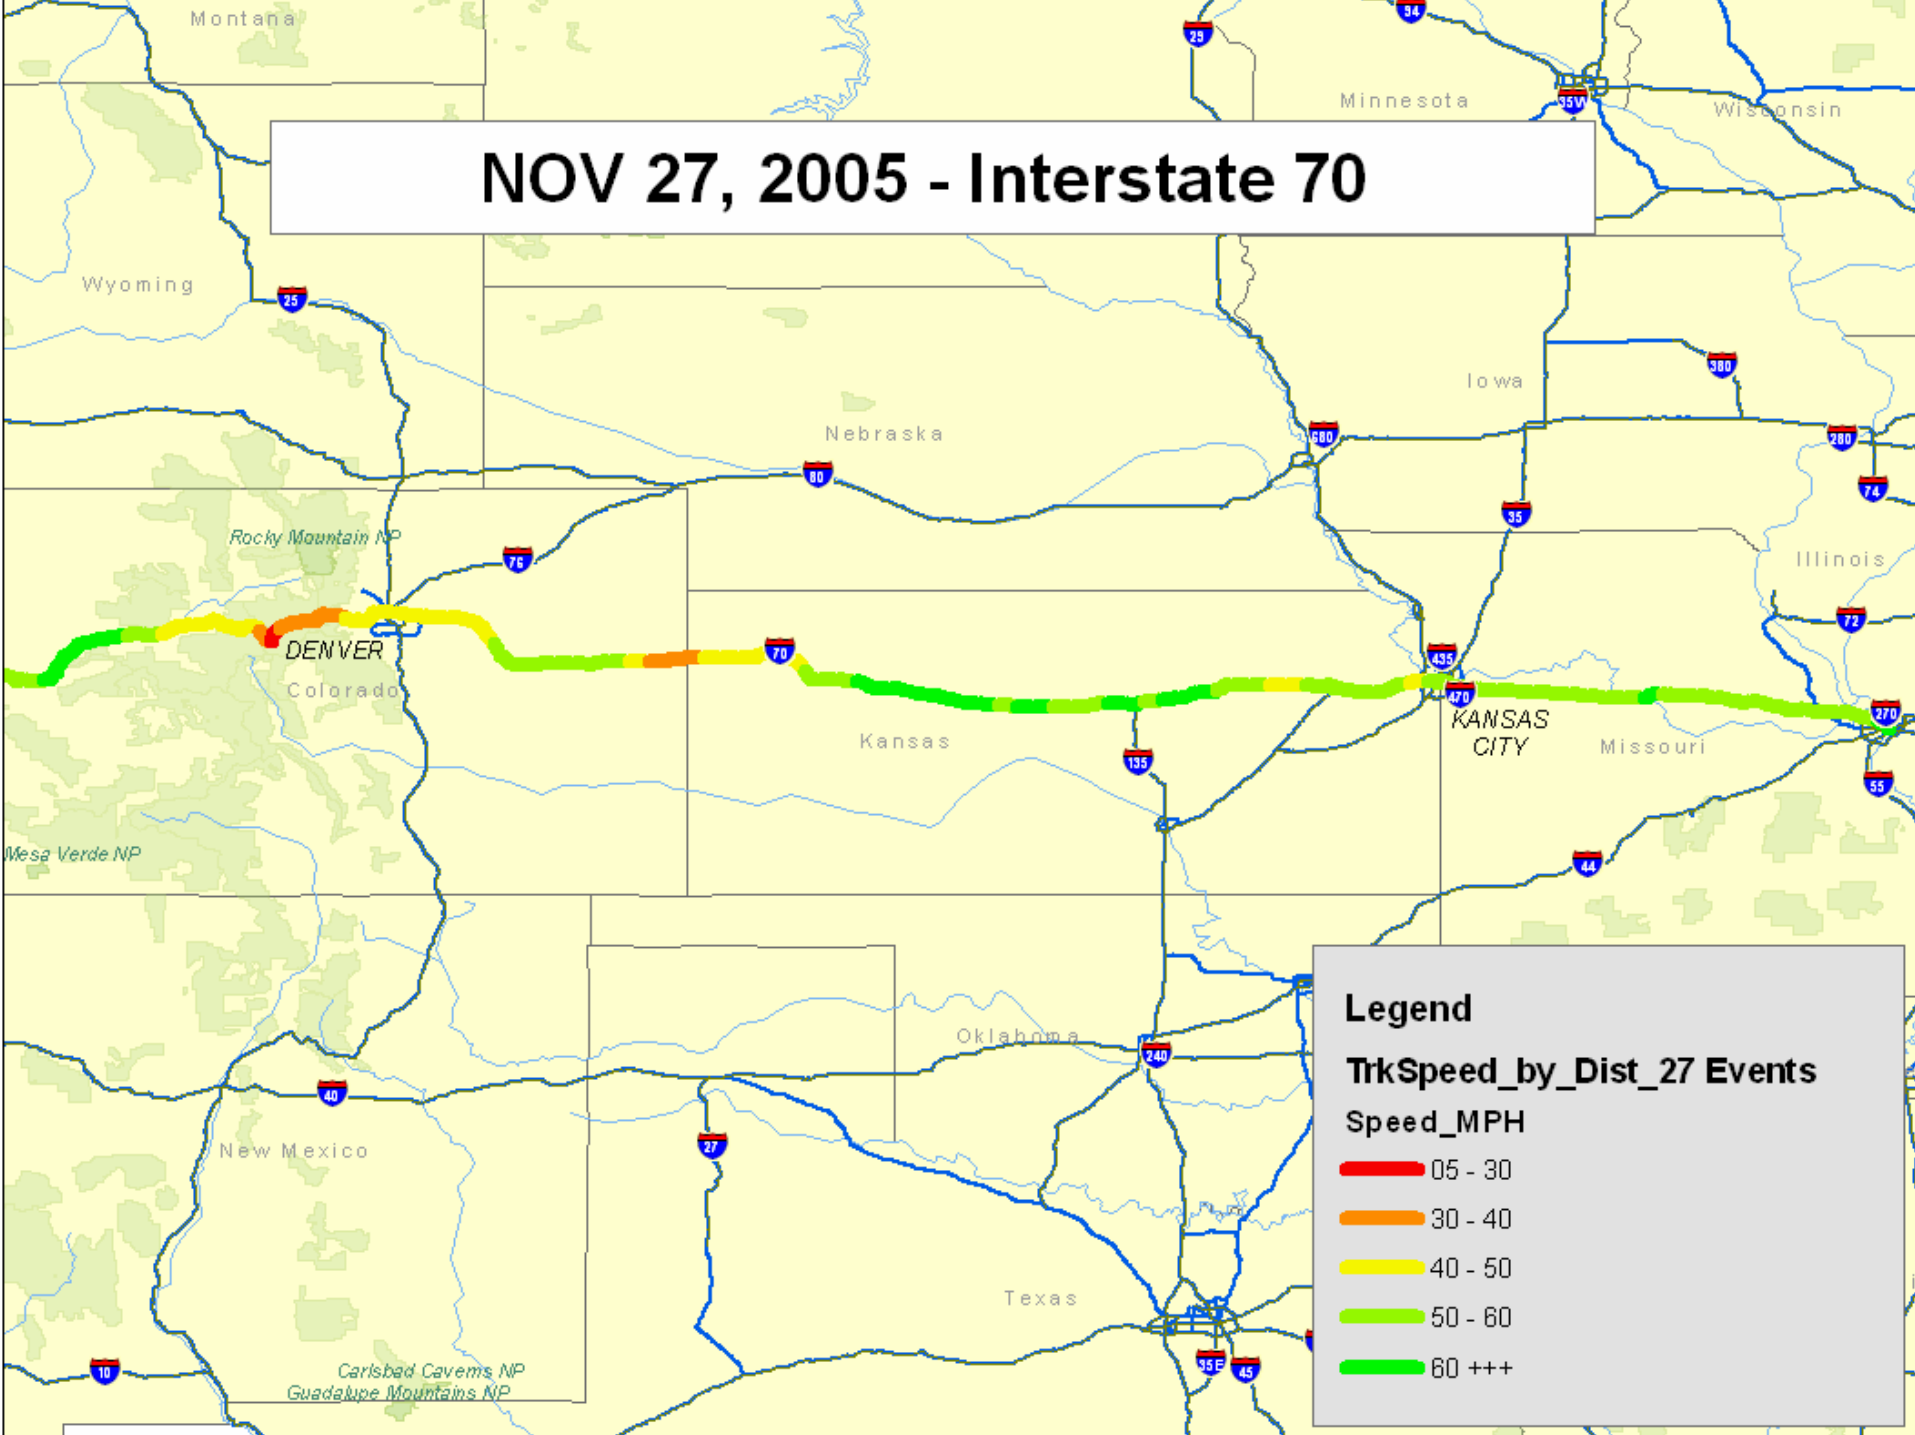 Montana
29
94
Minnesota
35W
Wisconsin
NOV 27, 2005 - Interstate 70
Wyoming
25
380
Iowa
Nebraska
680
280
80
74
35
Rocky Mountain NP
76
Illinois
72
DENVER
70
435
Colorado
470
270
KANSAS
CITY
Kansas
Missouri
135
55
Mesa Verde NP
44
Oklahoma
240
40
New Mexico
27
Texas
35E
45
10
Carlsbad Caverns NP
Guadalupe Mountains NP
Legend
TrkSpeed_by_Dist_27 Events
Speed_MPH
05 - 30
30 - 40
40 - 50
50 - 60
60 +++